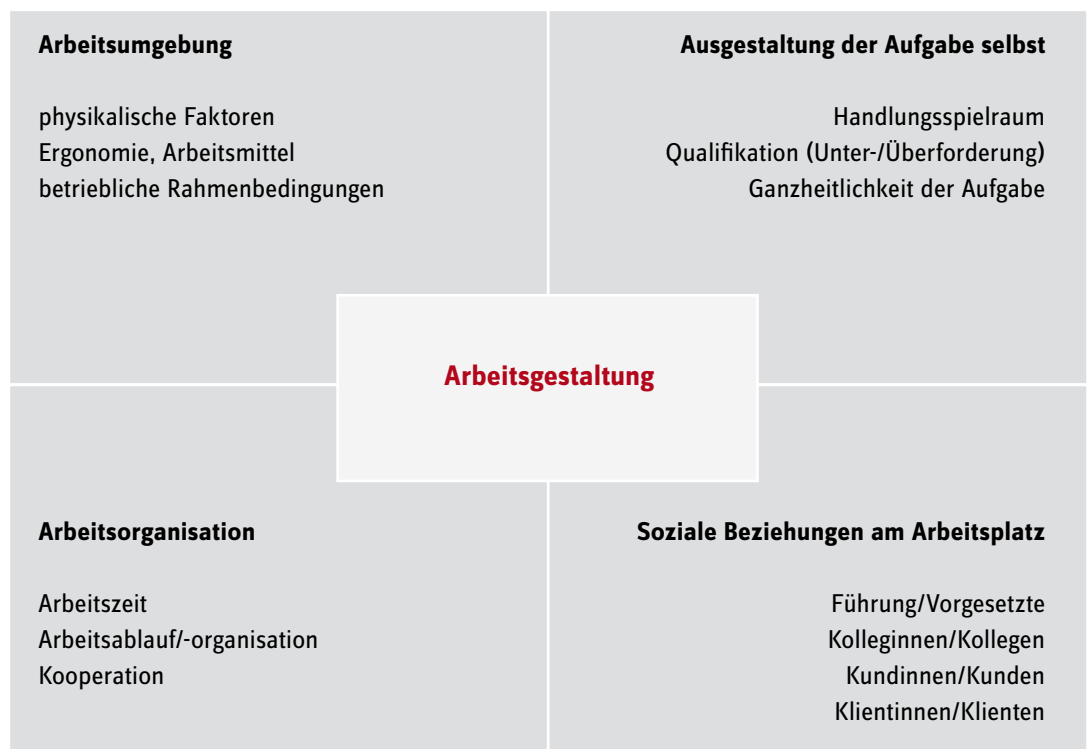 Arbeitsumgebung
physikalische Faktoren
Ergonomie, Arbeitsmittel
betriebliche Rahmenbedingungen
Ausgestaltung der Aufgabe selbst
Handlungsspielraum
Qualifikation (Unter-/Überforderung)
Ganzheitlichkeit der Aufgabe
Arbeitsgestaltung
Arbeitsorganisation
Arbeitszeit
Arbeitsablauf/-organisation
Kooperation
Soziale Beziehungen am Arbeitsplatz
Führung/Vorgesetzte
Kolleginnen/Kollegen
Kundinnen/Kunden
Klientinnen/Klienten